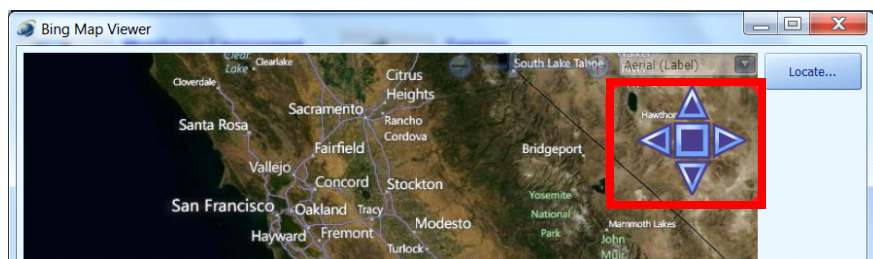 Bing Map Viewer
Clear
Lake
Clearlake
Cloverdale
Citrus
Heights
South Lake Tahoe
Aerial (Label)
Locate...
Sacramento
Rancho
Cordova
Santa Rosa
Hawthor
Fairfield
Bridgeport
Vallejo
Concord
Stockton
Yosemite
National
Park
San Francisco
Oakland
Tracy
Modesto
Mammoth Lakes
Hayward
Fremont
Turlock
John
Muir